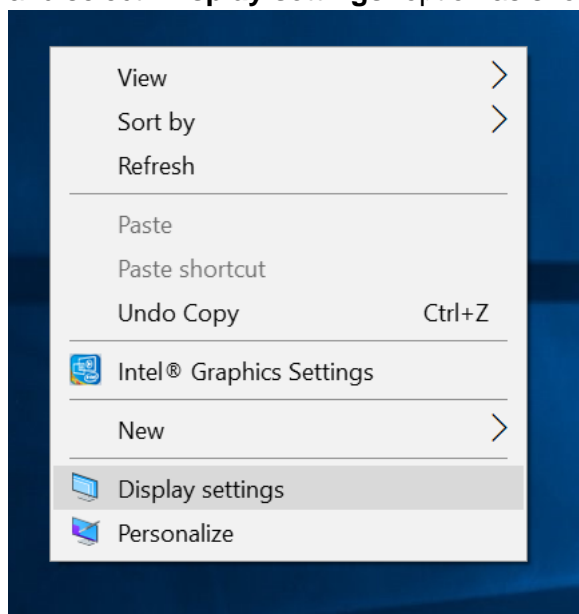 View
Sort by
Refresh
Paste
Paste shortcut
Undo Copy Ctrl+Z
Intel® Graphics Settings
New
Display settings
Personalize